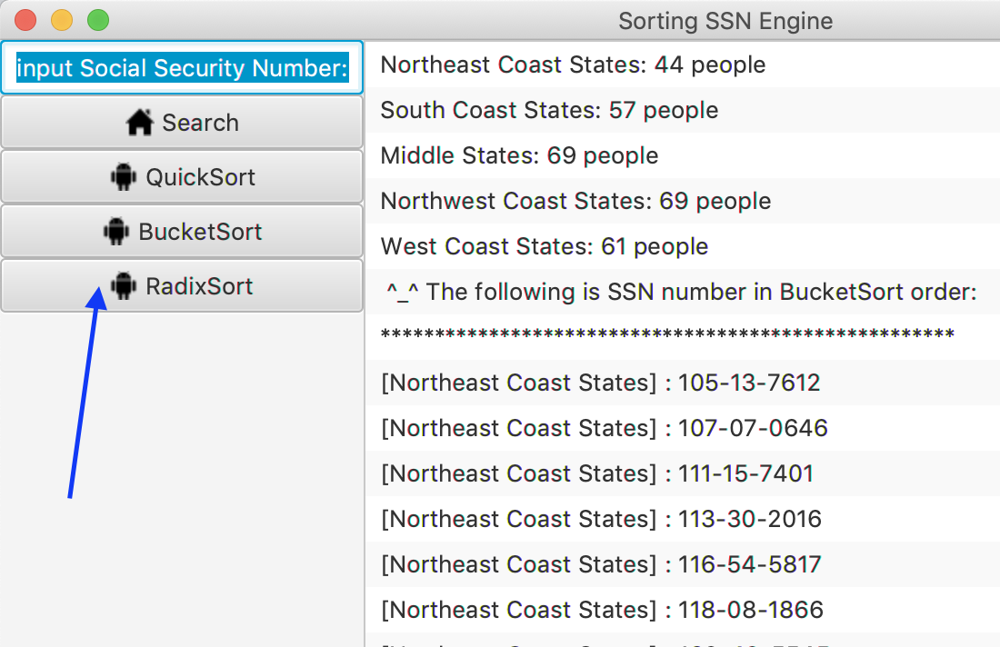 Sorting SSN Engine
input Social Security Number:
Search
QuickSort
BucketSort
RadixSort
Northeast Coast States: 44 people
South Coast States: 57 people
Middle States: 69 people
Northwest Coast States: 69 people
West Coast States: 61 people
^_^ The following is SSN number in BucketSort order:
*****************************************************
[Northeast Coast States] : 105-13-7612
[Northeast Coast States] : 107-07-0646
[Northeast Coast States] : 111-15-7401
[Northeast Coast States] : 113-30-2016
[Northeast Coast States] : 116-54-5817
[Northeast Coast States] : 118-08-1866